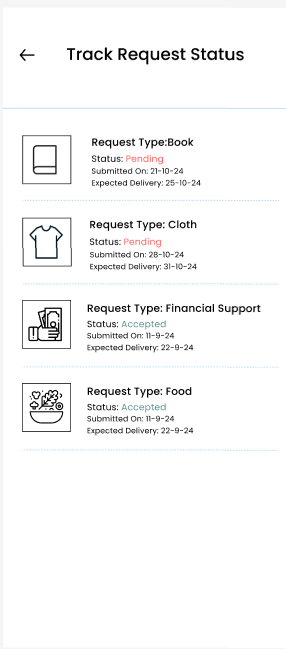 Track Request Status
Request Type:Book
Status: Pending
Submitted On: 21-10-24
Expected Delivery: 25-10-24
Request Type: Cloth
Status: Pending
Submitted On: 28-10-24
Expected Delivery: 31-10-24
Request Type: Financial Support
Status: Accepted
Submitted On: 11-9-24
Expected Delivery: 22-9-24
Request Type: Food
Status: Accepted
Submitted On: 11-9-24
Expected Delivery: 22-9-24